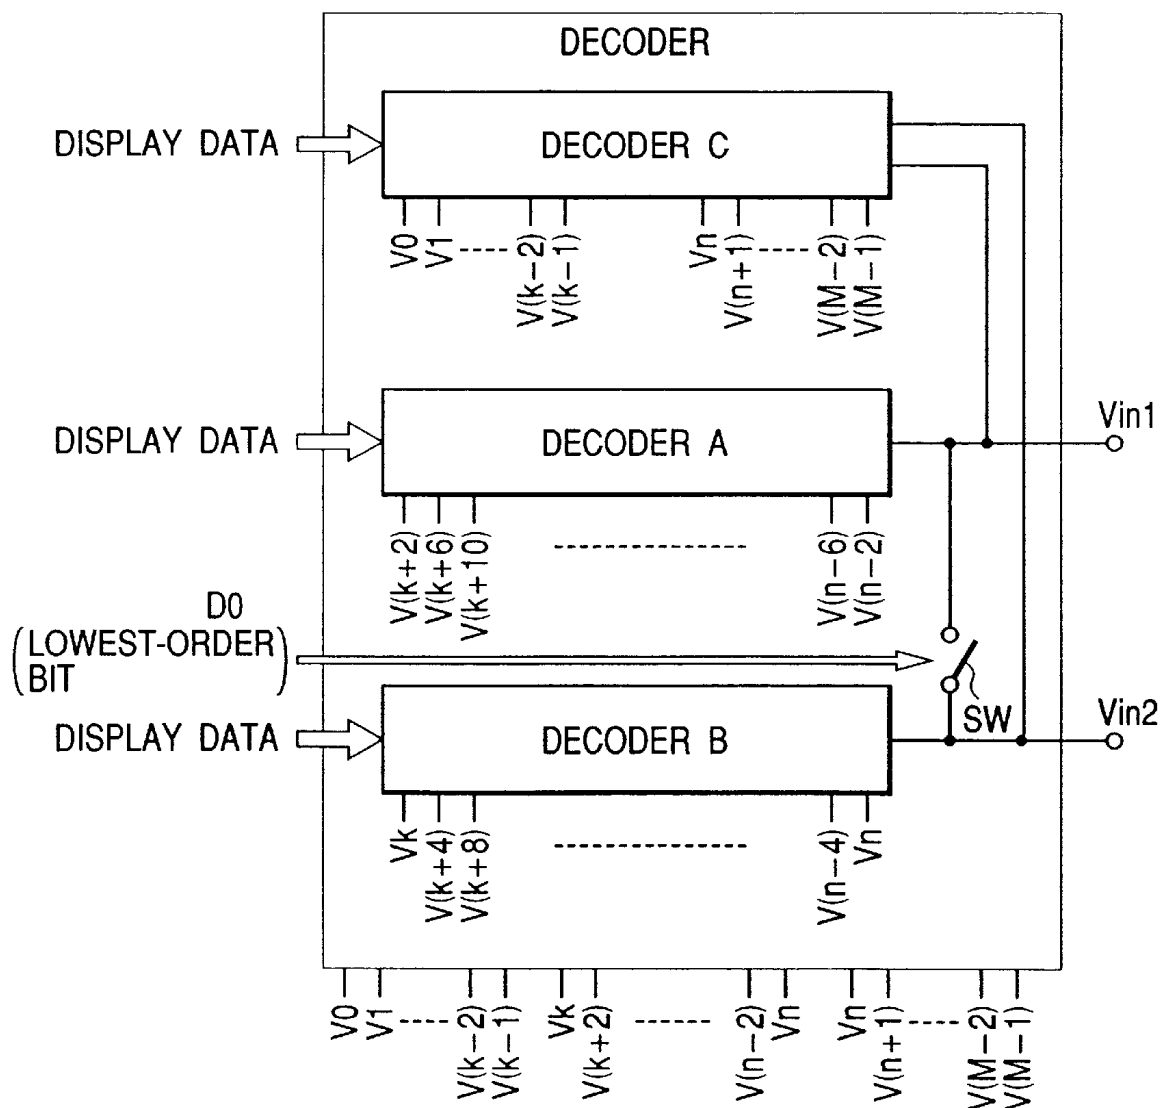 DECODER
DISPLAY DATA
DECODER C
V0
V1
V(k−2)
V(k−1)
Vn
V(n+1)
V(M−2)
V(M−1)
DISPLAY DATA
DECODER A
Vin1
V(k+2)
V(k+6)
V(k+10)
V(n−6)
V(n−2)
D0
(LOWEST-ORDER
BIT)
SW
DISPLAY DATA
DECODER B
Vin2
Vk
V(k+4)
V(k+8)
V(n−4)
Vn
V0
V1
V(k−2)
V(k−1)
Vk
V(k+2)
V(n−2)
Vn
Vn
V(n+1)
V(M−2)
V(M−1)